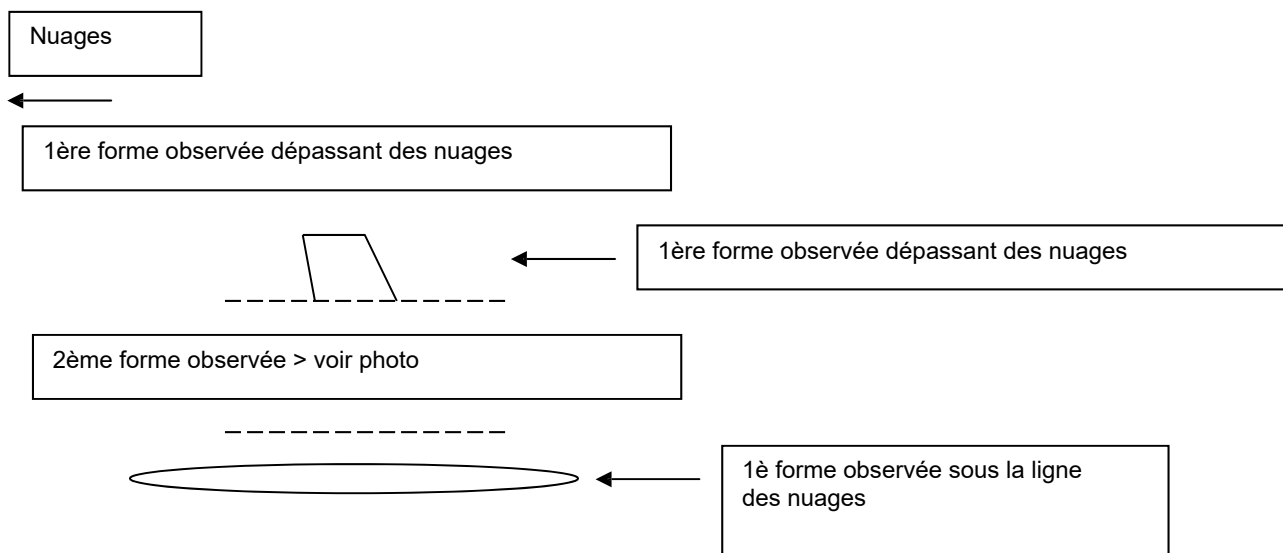 Nuages
1ère forme observée dépassant des nuages
1ère forme observée dépassant des nuages
2ème forme observée > voir photo
1è forme observée sous la ligne
des nuages